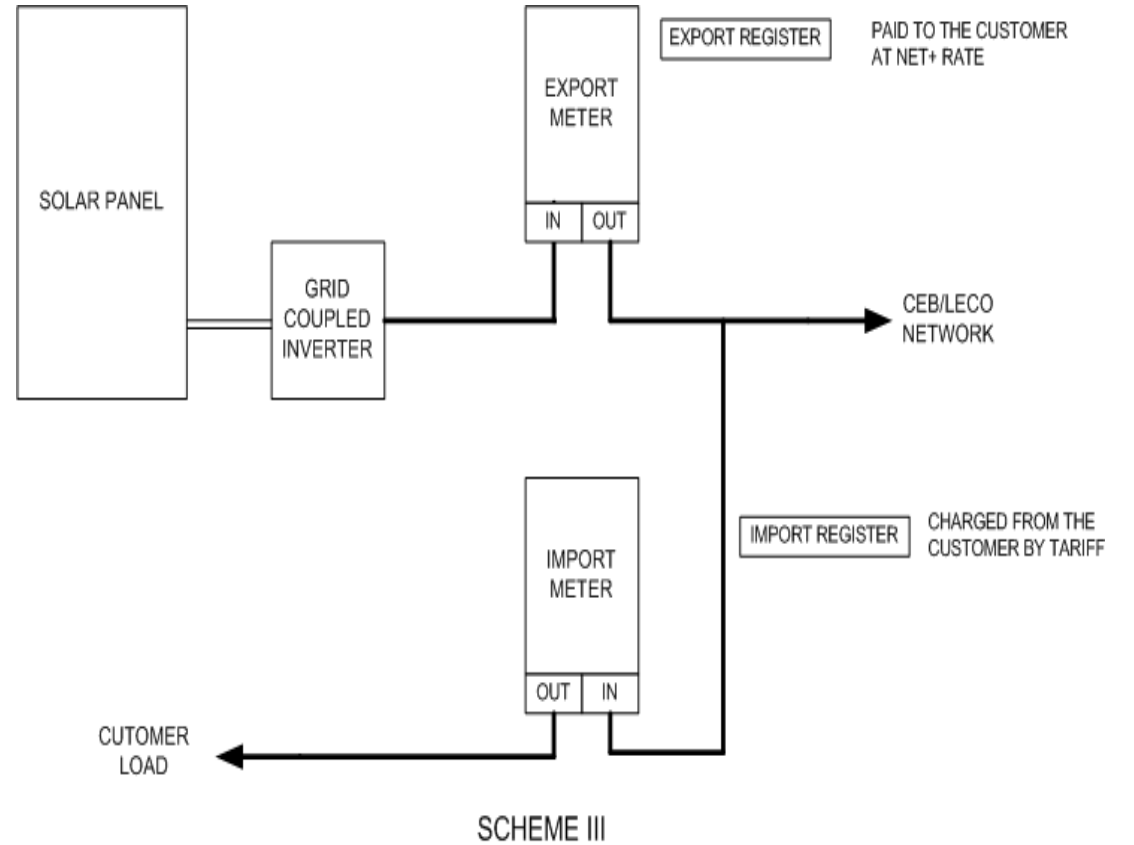 SOLAR PANEL
GRID
COUPLED
INVERTER
EXPORT
METER
IN
OUT
EXPORT REGISTER
PAID TO THE CUSTOMER
AT NET+ RATE
CEB/LECO
NETWORK
IMPORT
METER
OUT
IN
IMPORT REGISTER
CHARGED FROM THE
CUSTOMER BY TARIFF
CUTOMER
LOAD
SCHEME III